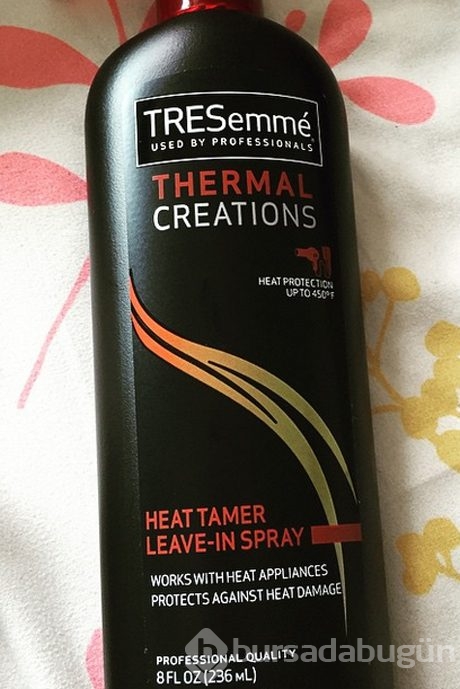 TRESemmé
USED BY PROFESSIONALS®
THERMAL
CREATIONS
HEAT PROTECTION
UP TO 450° F
HEAT TAMER
LEAVE-IN SPRAY
WORKS WITH HEAT APPLIANCES
PROTECTS AGAINST HEAT DAMAGE
bursadabugün
PROFESSIONAL QUALITY
8 FL OZ (236 mL)